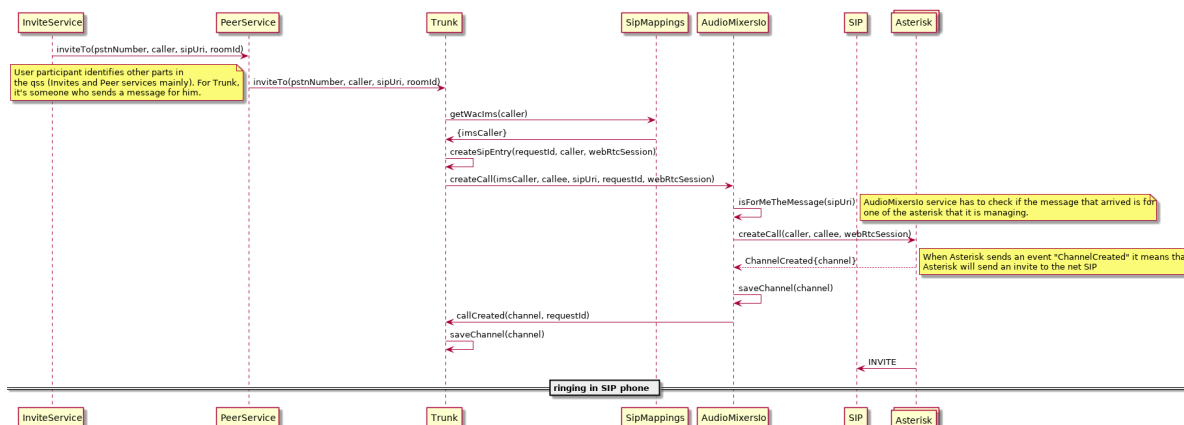 InviteService PeerService Trunk SipMappings AudioMixersIo SIP Asterisk
inviteTo(pstnNumber, caller, sipUri, roomId)
User participant identifies other parts in
the qss (Invites and Peer services mainly). For Trunk,
it's someone who sends a message for him.
inviteTo(pstnNumber, caller, sipUri, roomId)
getWacIms(caller)
{imsCaller}
createSipEntry(requestId, caller, webRtcSession)
createCall(imsCaller, callee, sipUri, requestId, webRtcSession)
isForMeTheMessage(sipUri)
AudioMixersIo service has to check if the message that arrived is for
one of the asterisk that it is managing.
createCall(caller, callee, webRtcSession)
ChannelCreated{channel}
When Asterisk sends an event "ChannelCreated" it means tha
Asterisk will send an invite to the net SIP
saveChannel(channel)
callCreated(channel, requestId)
saveChannel(channel)
INVITE
ringing in SIP phone
InviteService PeerService Trunk SipMappings AudioMixersIo SIP Asterisk